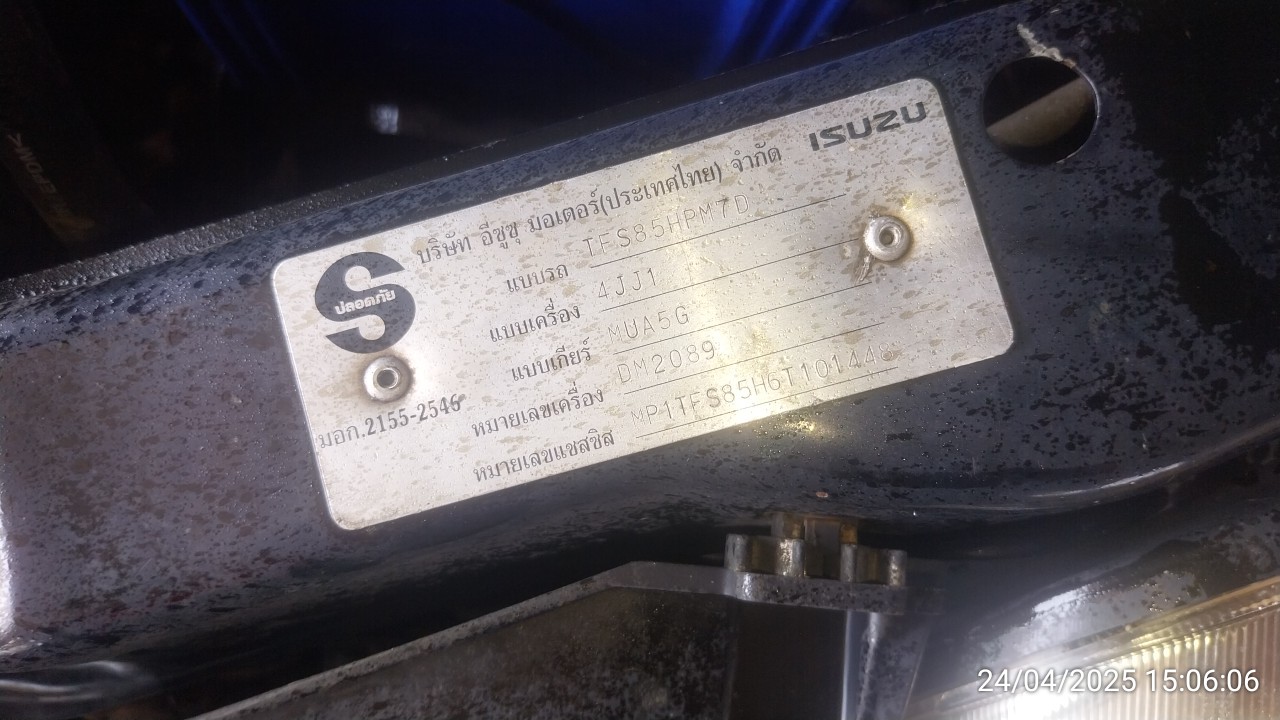 ISUZU
บริษัท อีซูซุ มอเตอร์(ประเทศไทย) จำกัด
ปลอดภัย
แบบรถ TFS85HPM7D
แบบเครื่อง 4JJ1
แบบเกียร์ MUA5G
หมายเลขเครื่อง DM2089
หมายเลขแชสซิส MP1TFS85H6T101448
มอก.2155-2546
24/04/2025 15:06:06